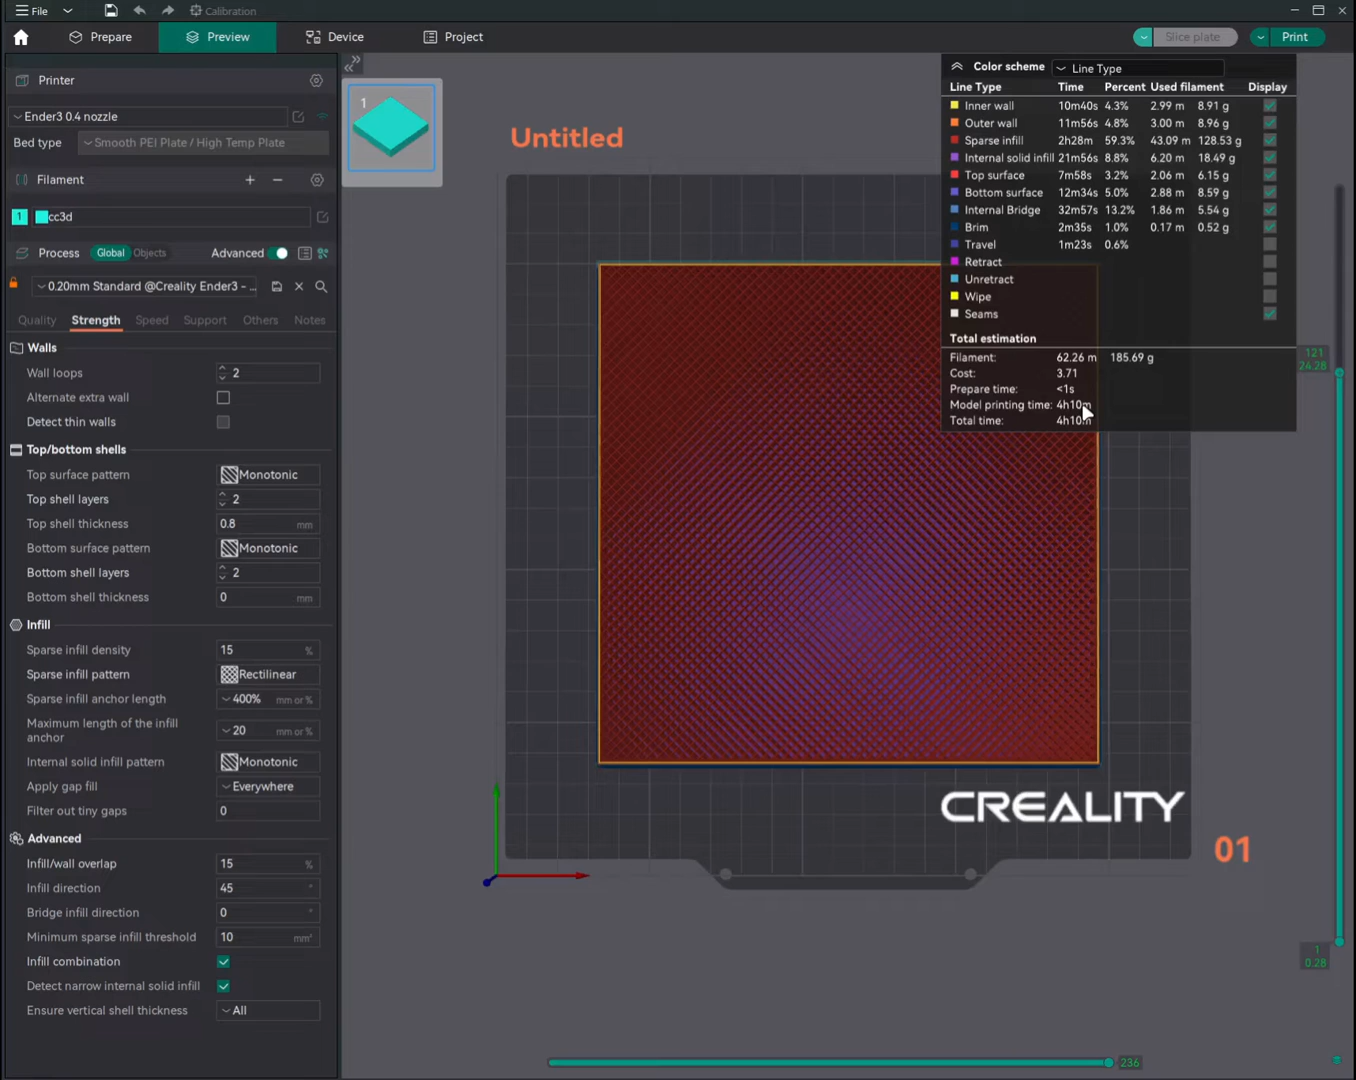 File
Calibration
Prepare
Preview
Device
Project
Slice plate
Print
Printer
Ender3 0.4 nozzle
Bed type
Smooth PEI Plate / High Temp Plate
Filament
1
cc3d
Process
Global
Objects
Advanced
0.20mm Standard @Creality Ender3 - ...
Quality
Strength
Speed
Support
Others
Notes
Walls
Wall loops 2
Alternate extra wall
Detect thin walls
Top/bottom shells
Top surface pattern Monotonic
Top shell layers 2
Top shell thickness 0.8 mm
Bottom surface pattern Monotonic
Bottom shell layers 2
Bottom shell thickness 0 mm
Infill
Sparse infill density 15 %
Sparse infill pattern Rectilinear
Sparse infill anchor length 400% mm or %
Maximum length of the infill
anchor 20 mm or %
Internal solid infill pattern Monotonic
Apply gap fill Everywhere
Filter out tiny gaps 0
Advanced
Infill/wall overlap 15 %
Infill direction 45 °
Bridge infill direction 0 °
Minimum sparse infill threshold 10 mm²
Infill combination
Detect narrow internal solid infill
Ensure vertical shell thickness All
1
Untitled
Color scheme Line Type
Line Type Time Percent Used filament Display
Inner wall 10m40s 4.3% 2.99 m 8.91 g
Outer wall 11m56s 4.8% 3.00 m 8.96 g
Sparse infill 2h28m 59.3% 43.09 m 128.53 g
Internal solid infill 21m56s 8.8% 6.20 m 18.49 g
Top surface 7m58s 3.2% 2.06 m 6.15 g
Bottom surface 12m34s 5.0% 2.88 m 8.59 g
Internal Bridge 32m57s 13.2% 1.86 m 5.54 g
Brim 2m35s 1.0% 0.17 m 0.52 g
Travel 1m23s 0.6%
Retract
Unretract
Wipe
Seams
Total estimation
Filament: 62.26 m 185.69 g
Cost: 3.71
Prepare time: <1s
Model printing time: 4h10m
Total time: 4h10m
121
24.28
CREALITY
01
1
0.28
236